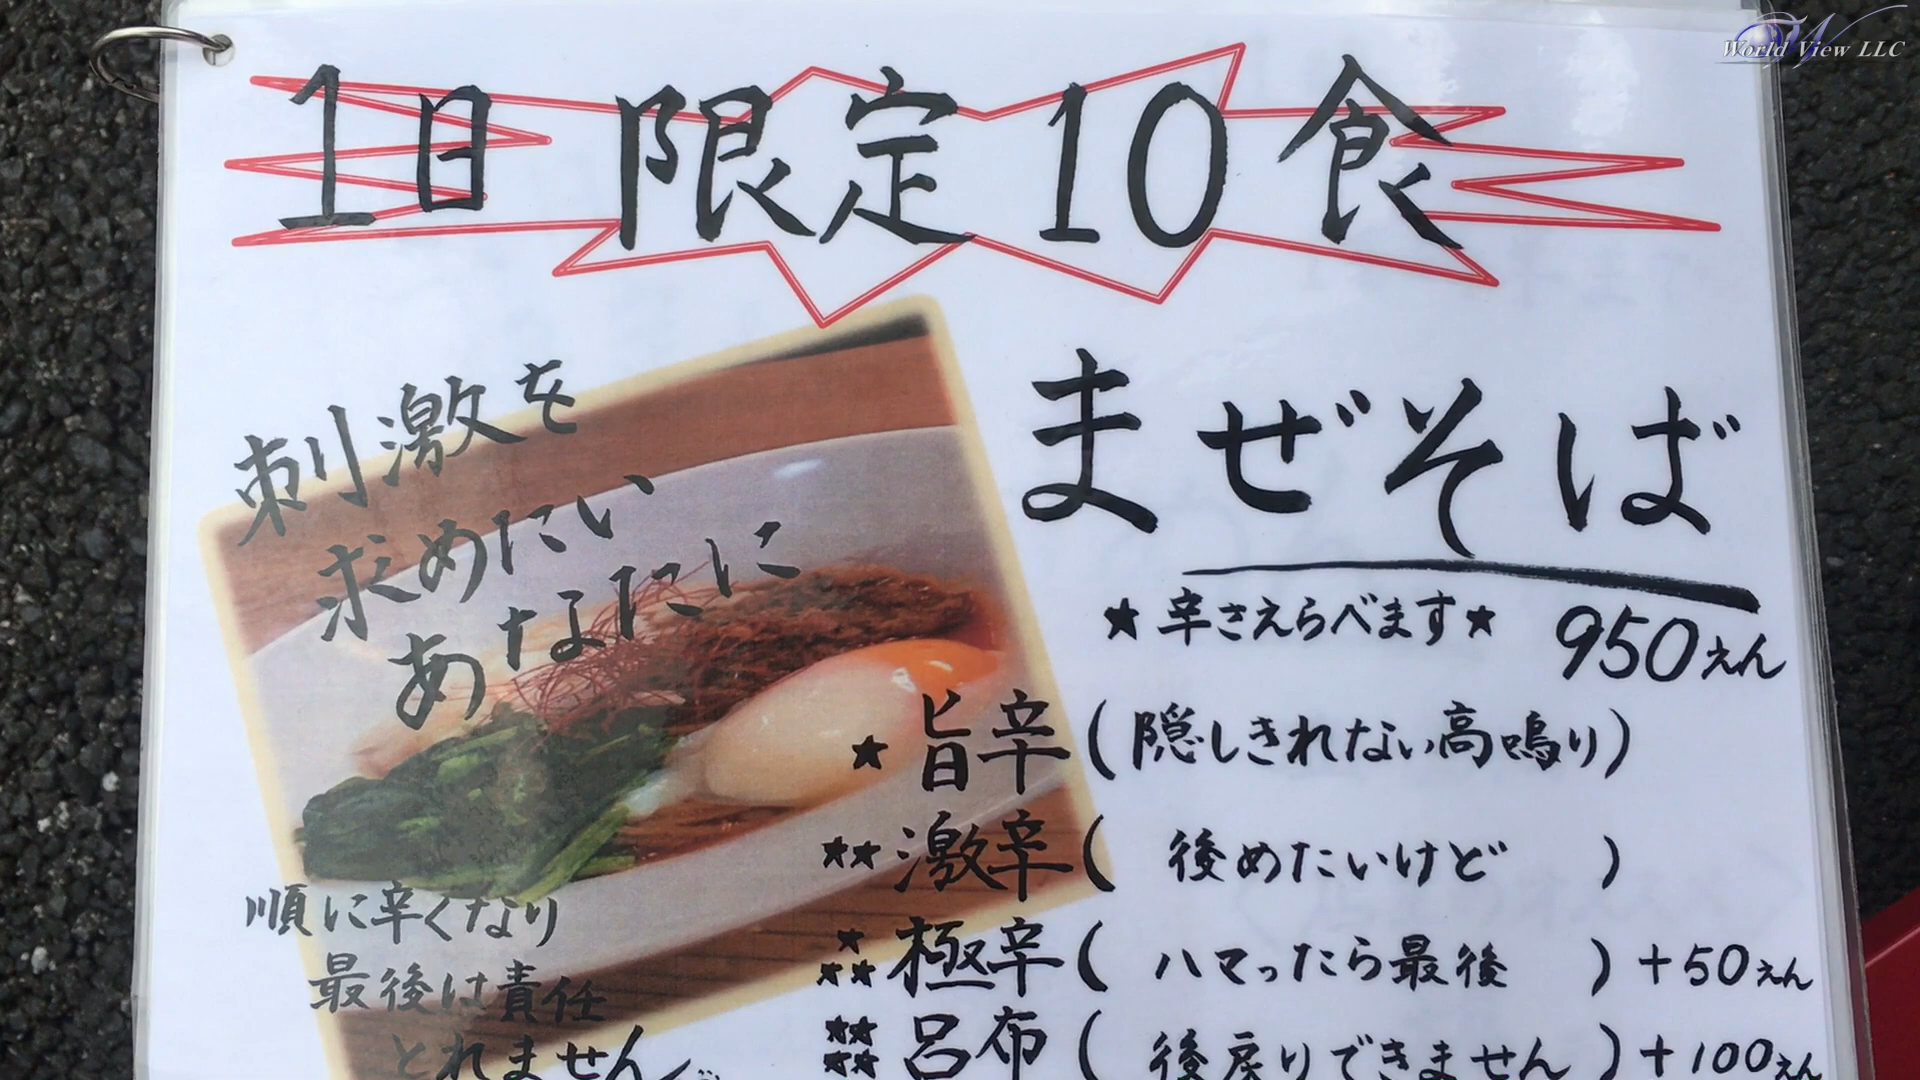 World View LLC
1日 限定10食
刺激を
求めたい
あなたに
まぜそば
★辛さえらべます★ 950えん
★ 旨辛(隠しきれない高鳴り)
★★ 激辛( 後めたいけど )
★★★ 極辛( ハマったら最後 ) +50えん
★★★★ 呂布( 後戻りできません ) +100えん
順に辛くなり
最後は責任
とれません